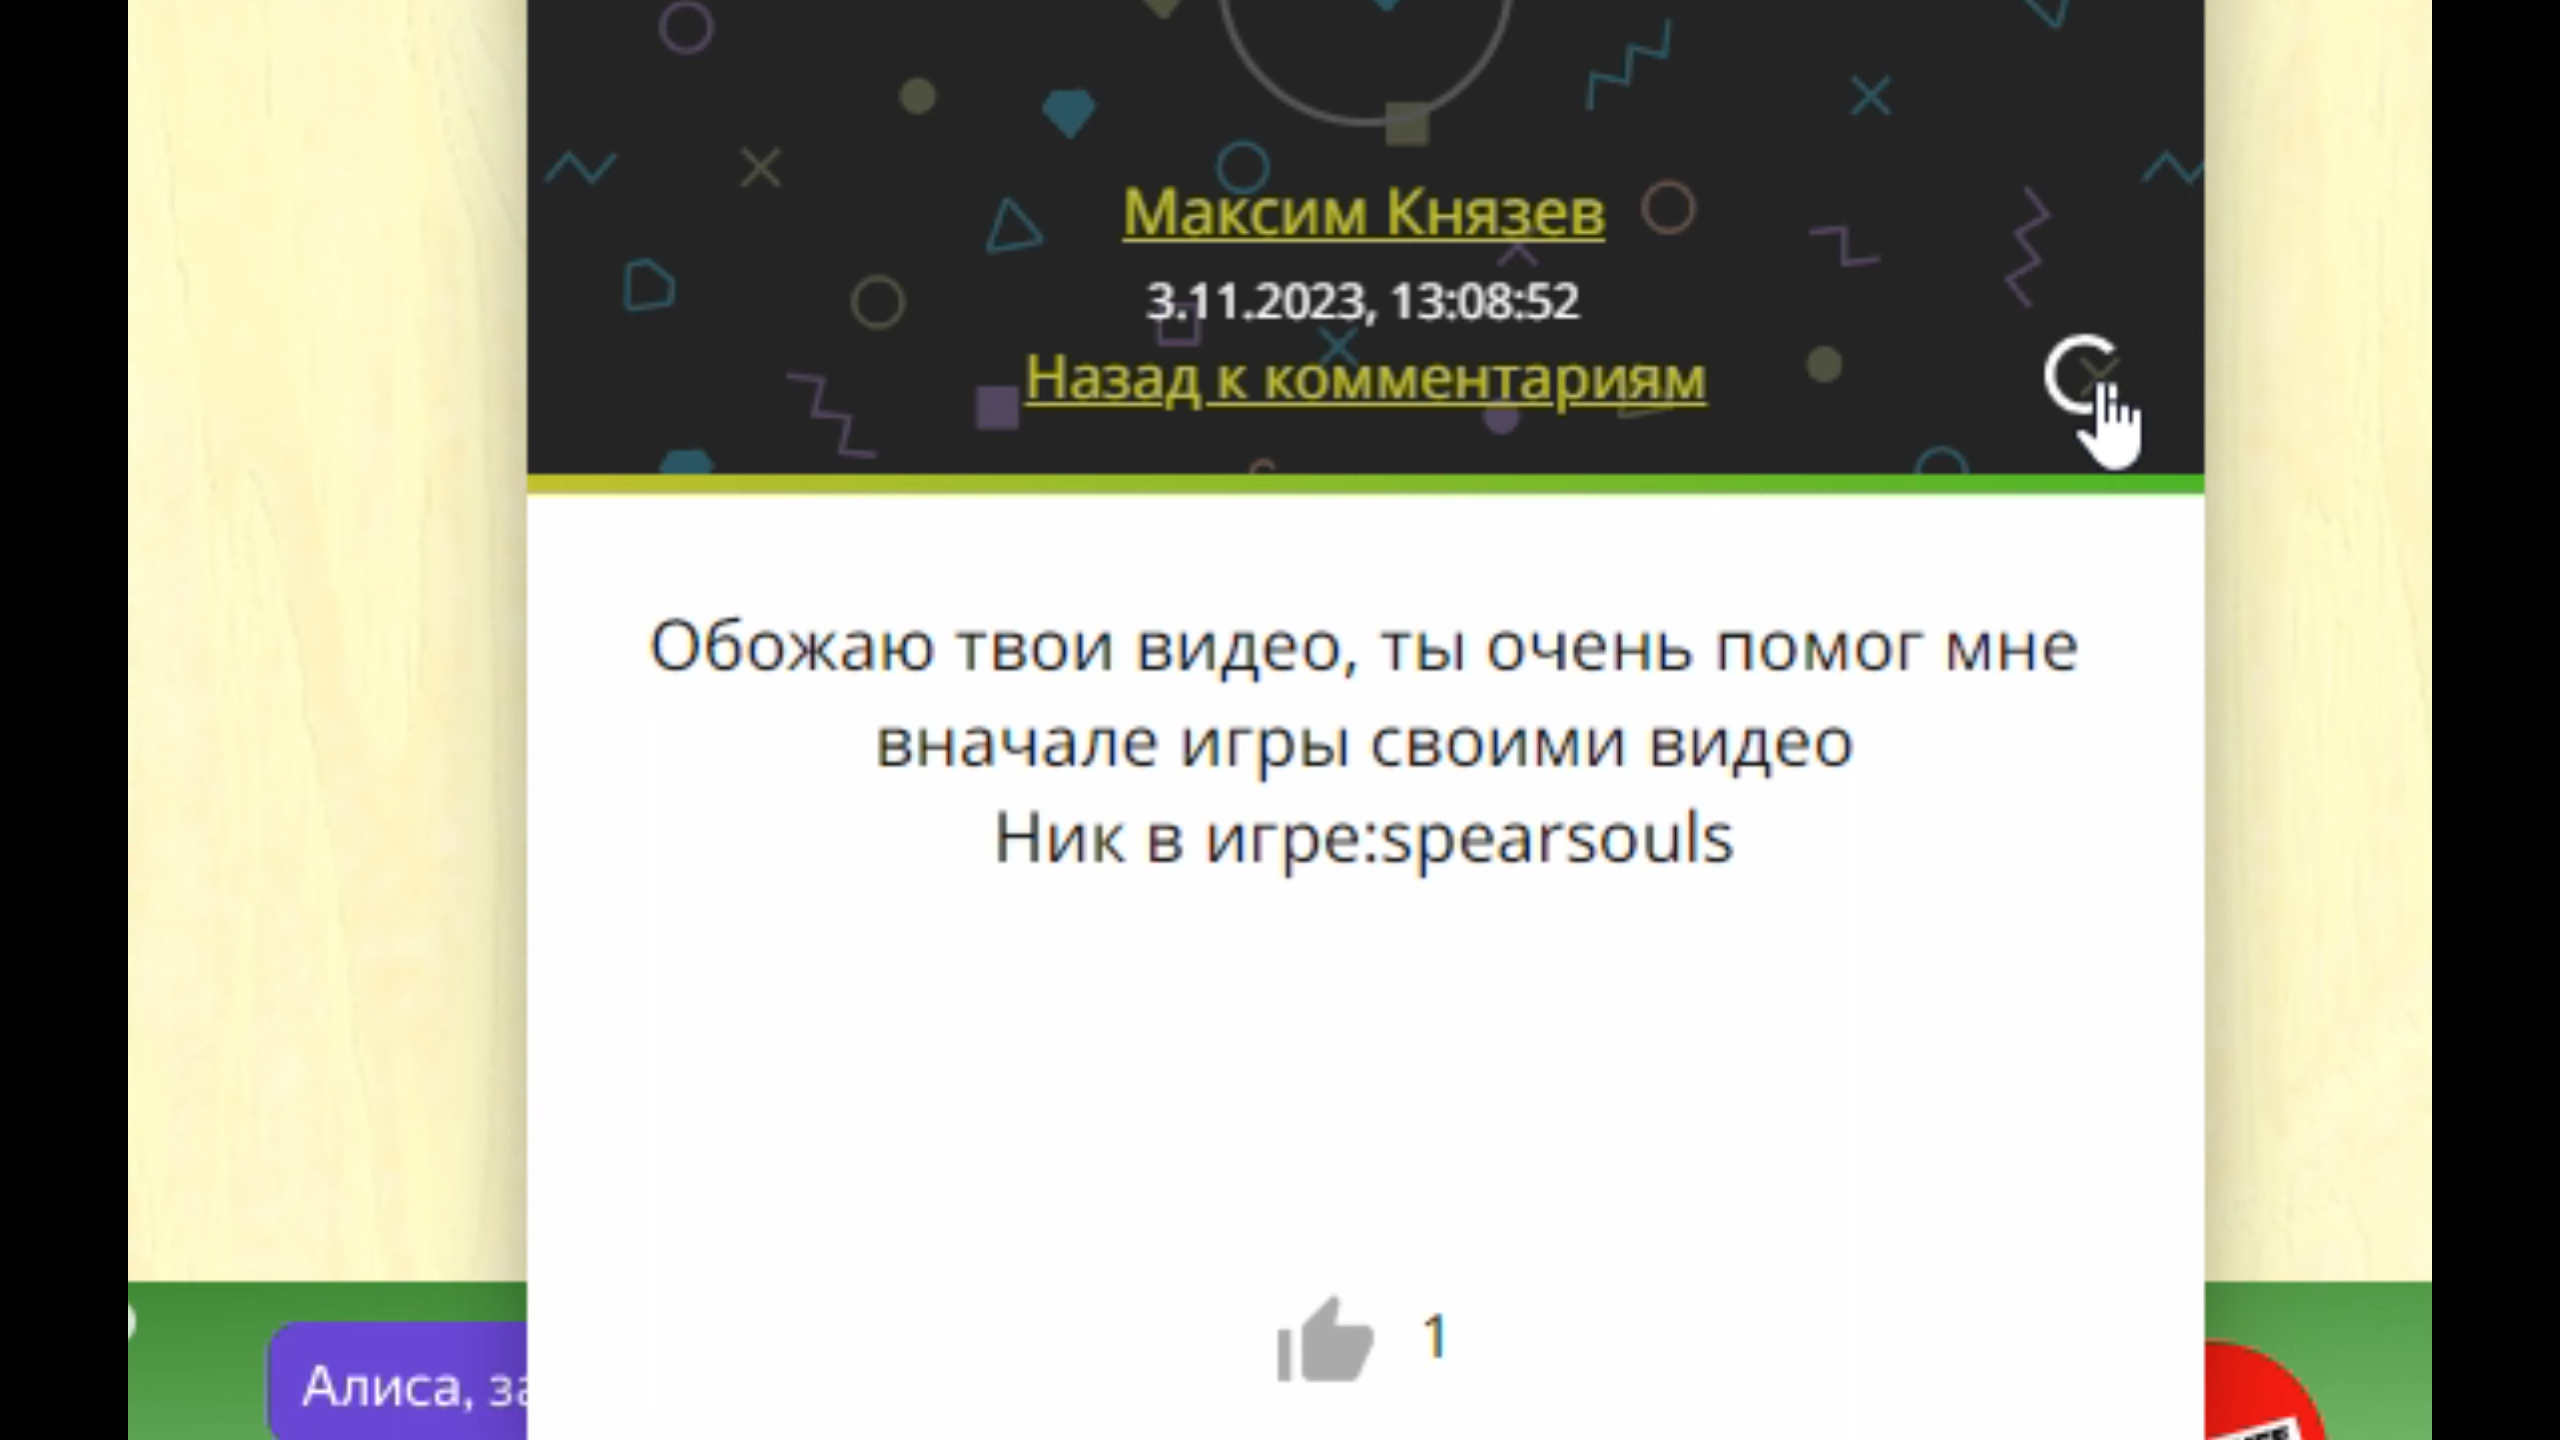 Максим Князев
3.11.2023, 13:08:52
Назад к комментариям
Обожаю твои видео, ты очень помог мне
вначале игры своими видео
Ник в игре:spearsouls
1
Алиса,